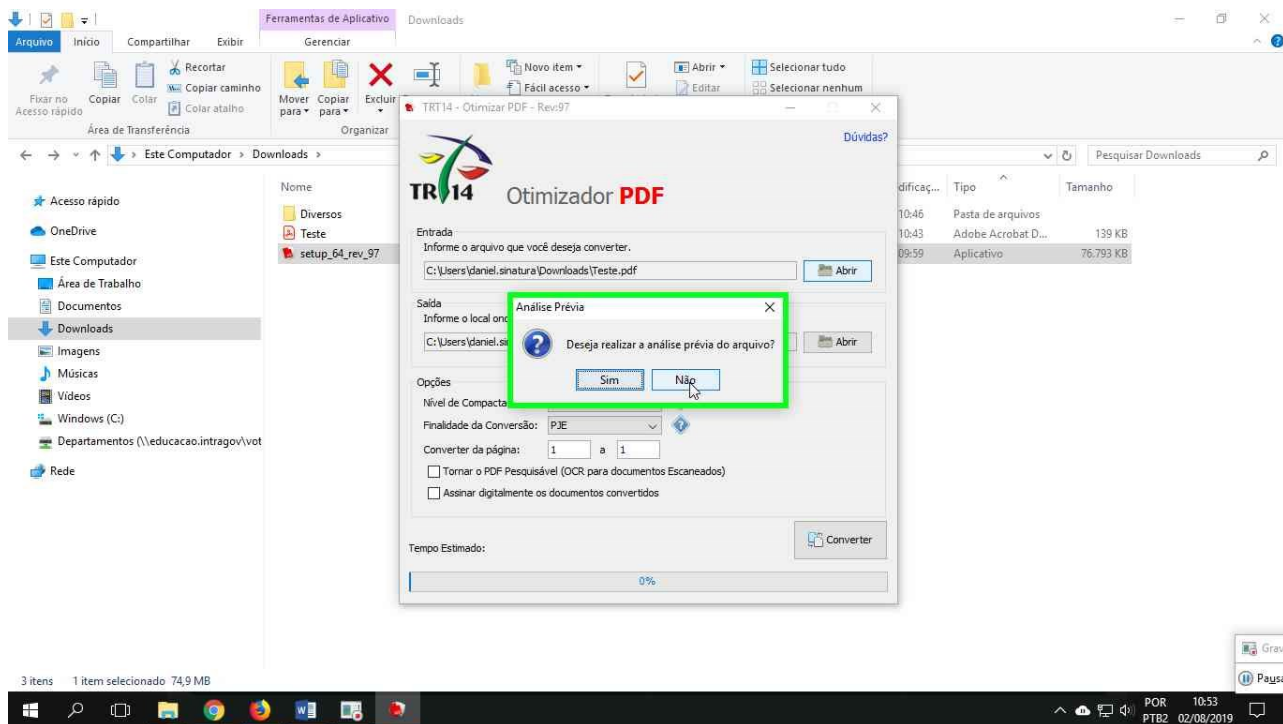 Ferramentas de Aplicativo
Downloads
Arquivo
Início
Compartilhar
Exibir
Gerenciar
Fixar no
Acesso rápido
Copiar
Colar
Recortar
Copiar caminho
Colar atalho
Área de Transferência
Mover
para
Copiar
para
Excluir
Organizar
Novo item
Fácil acesso
Abrir
Editar
Selecionar tudo
Selecionar nenhum
Este Computador
Downloads
Pesquisar Downloads
Acesso rápido
OneDrive
Este Computador
Área de Trabalho
Documentos
Downloads
Imagens
Músicas
Vídeos
Windows (C:)
Departamentos (\\educacao.intragov\vot
Rede
Nome
Diversos
Teste
setup_64_rev_97
dificaç...
Tipo
Tamanho
10:46
Pasta de arquivos
10:43
Adobe Acrobat D...
139 KB
09:59
Aplicativo
76.793 KB
TRT14 - Otimizar PDF - Rev:97
Dúvidas?
TRT14
Otimizador PDF
Entrada
Informe o arquivo que você deseja converter.
C:\Users\daniel.sinatura\Downloads\Teste.pdf
Abrir
Saída
Informe o local ond
C:\Users\daniel.si
Abrir
Análise Prévia
Deseja realizar a análise prévia do arquivo?
Sim
Não
Opções
Nível de Compacta
Finalidade da Conversão:
PJE
Converter da página:
1
a
1
Tornar o PDF Pesquisável (OCR para documentos Escaneados)
Assinar digitalmente os documentos convertidos
Converter
Tempo Estimado:
0%
3 itens
1 item selecionado 74,9 MB
Grav
Pausa
POR
PTB2
10:53
02/08/2019